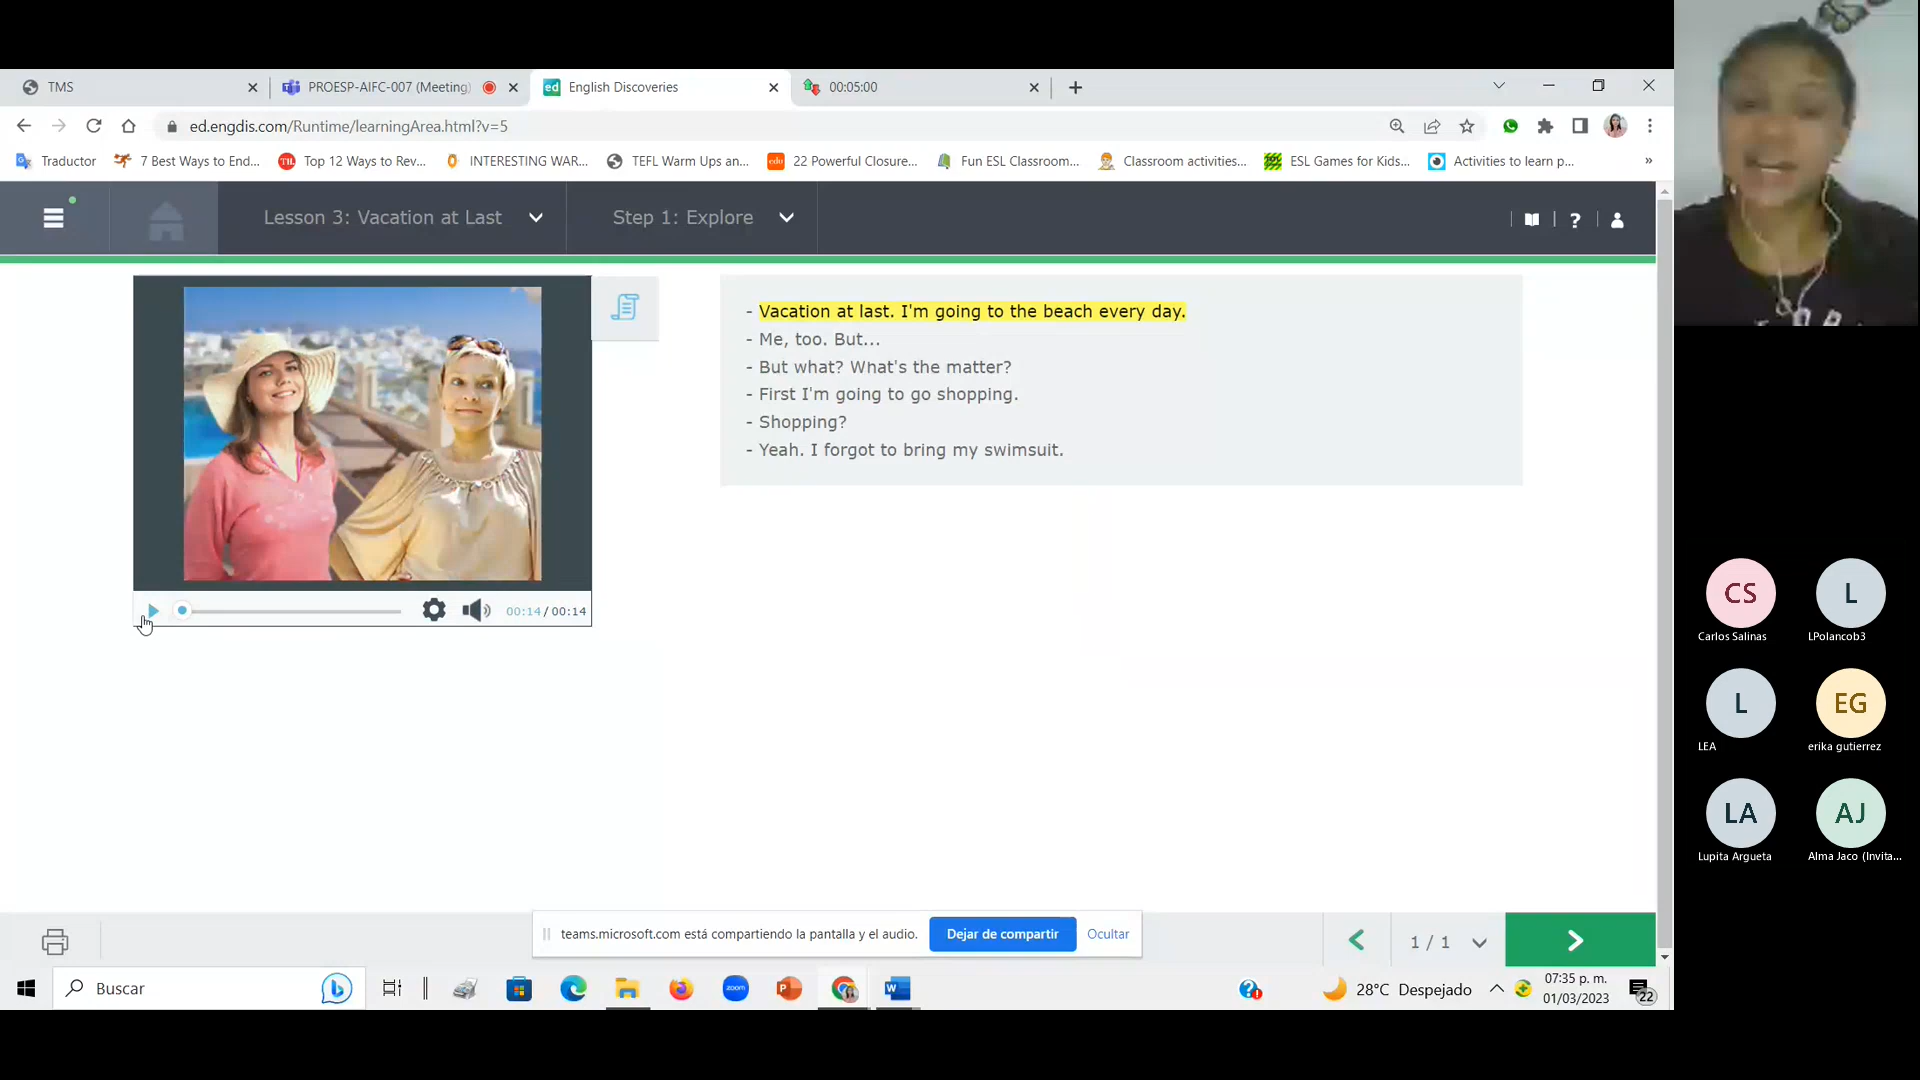 TMS
PROESP-AIFC-007 (Meeting)
ed English Discoveries
00:05:00
ed.engdis.com/Runtime/learningArea.html?v=5
Traductor
7 Best Ways to End...
TIL Top 12 Ways to Rev...
INTERESTING WAR...
TEFL Warm Ups an...
edu 22 Powerful Closure...
Fun ESL Classroom...
Classroom activities...
ESL Games for Kids...
Activities to learn p...
»
Lesson 3: Vacation at Last
Step 1: Explore
?
- Vacation at last. I'm going to the beach every day.
- Me, too. But...
- But what? What's the matter?
- First I'm going to go shopping.
- Shopping?
- Yeah. I forgot to bring my swimsuit.
00:14 / 00:14
CS
Carlos Salinas
L
LPolancob3
L
LEA
EG
erika gutierrez
LA
Lupita Argueta
AJ
Alma Jaco (Invita...
teams.microsoft.com está compartiendo la pantalla y el audio.
Dejar de compartir
Ocultar
1 / 1
Buscar
zoom
P
W
28°C Despejado
07:35 p. m.
01/03/2023
22